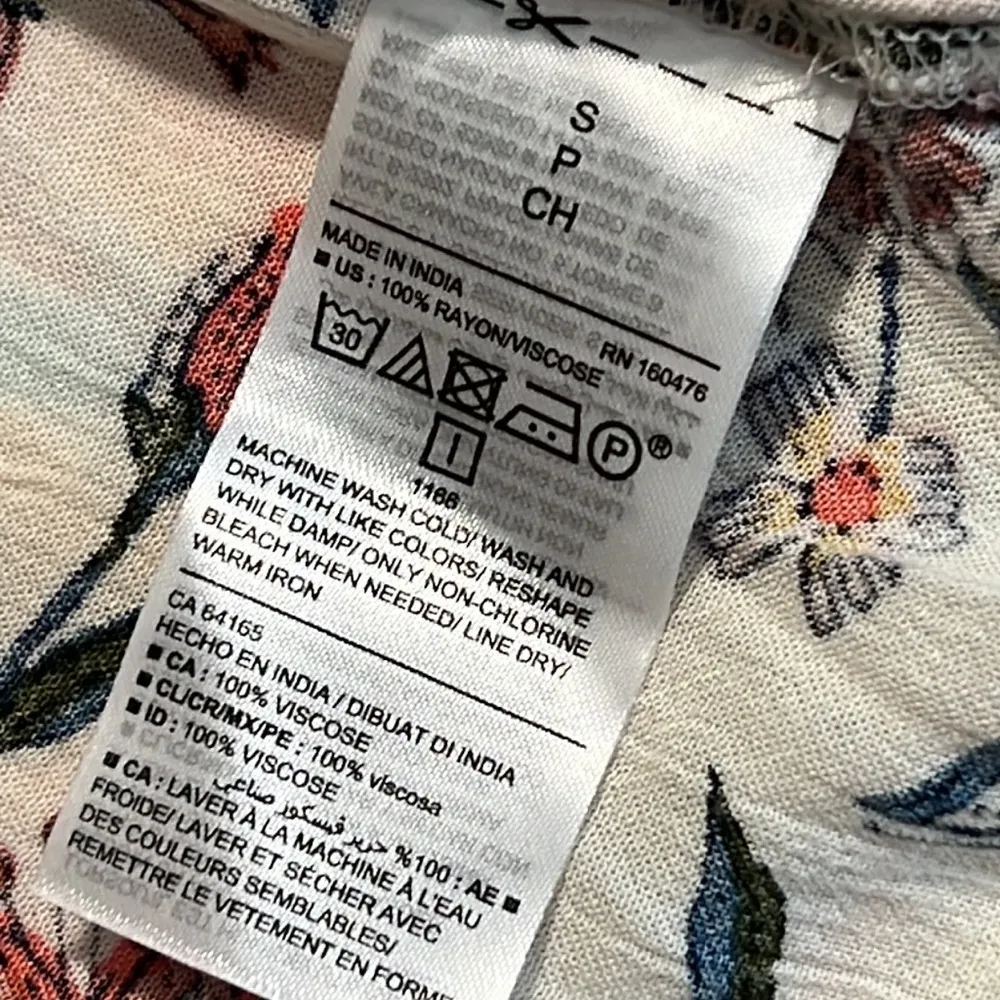 S
P
CH
MADE IN INDIA
RN 160476
■ US : 100% RAYON/VISCOSE
30
P ®
1166
MACHINE WASH COLD/ WASH AND
DRY WITH LIKE COLORS/ RESHAPE
WHILE DAMP/ ONLY NON-CHLORINE
BLEACH WHEN NEEDED/ LINE DRY/
WARM IRON
CA 64165
HECHO EN INDIA / DIBUAT DI INDIA
■ CA : 100% VISCOSE
■ CL/CR/MX/PE : 100% viscosa
■ ID : 100% VISCOSE
■ AE : 100% حرير فيسكور صناعي
■ CA : LAVER À LA MACHINE À L'EAU
FROIDE/ LAVER ET SÉCHER AVEC
DES COULEURS SEMBLABLES/
REMETTRE LE VETEMENT EN FORME